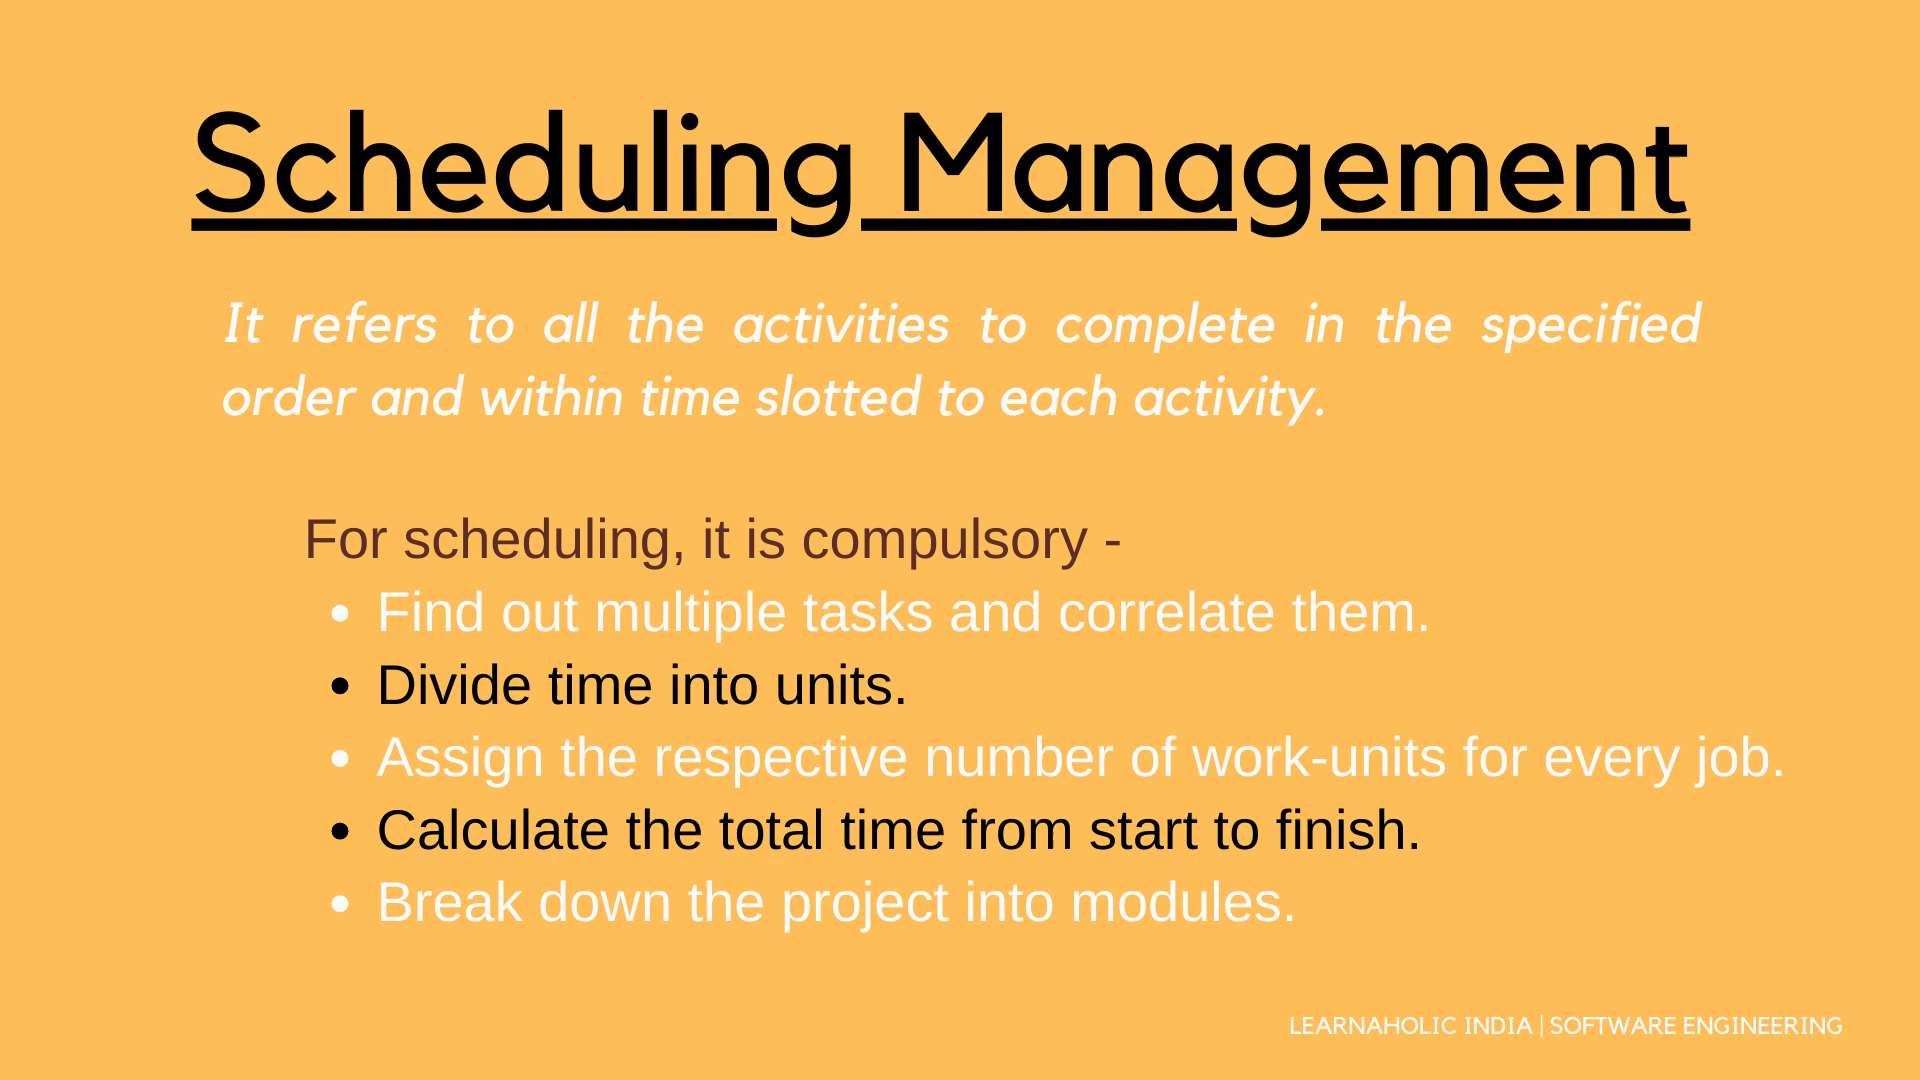 Scheduling Management
It refers to all the activities to complete in the specified
order and within time slotted to each activity.
For scheduling, it is compulsory -
• Find out multiple tasks and correlate them.
• Divide time into units.
• Assign the respective number of work-units for every job.
• Calculate the total time from start to finish.
• Break down the project into modules.
LEARNAHOLIC INDIA | SOFTWARE ENGINEERING